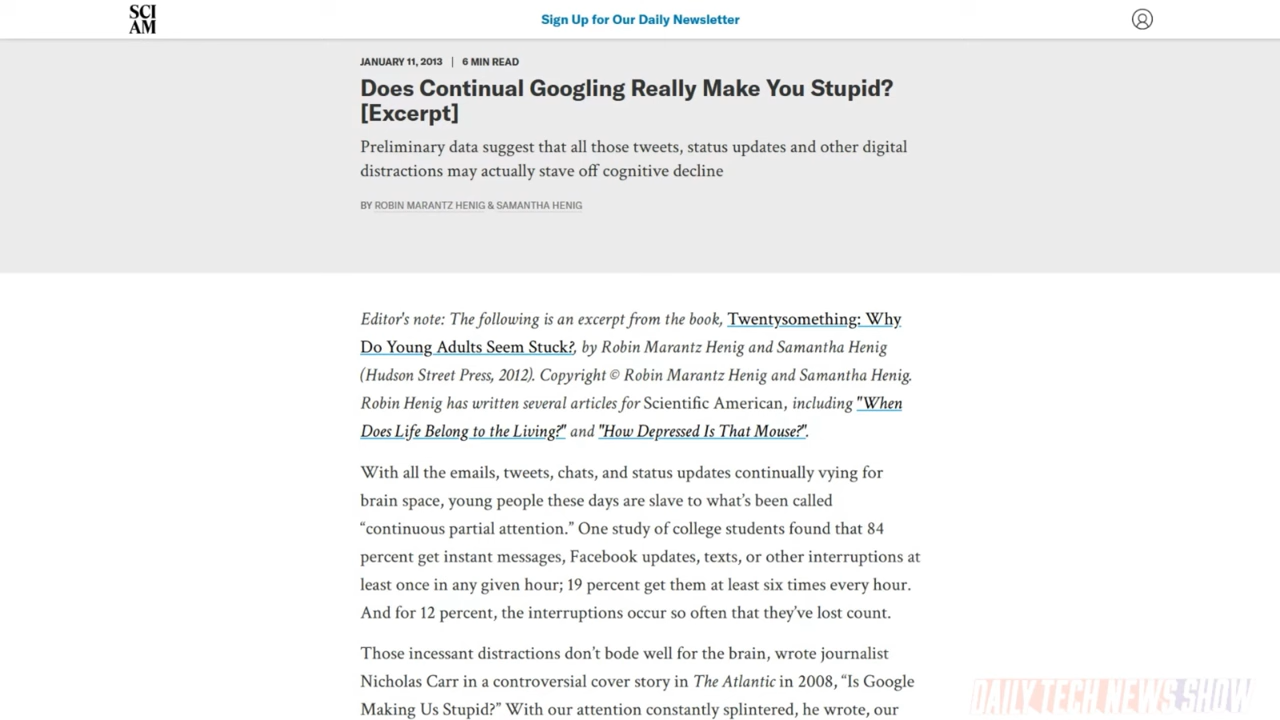 SCI
AM
Sign Up for Our Daily Newsletter
JANUARY 11, 2013 | 6 MIN READ
Does Continual Googling Really Make You Stupid?
[Excerpt]
Preliminary data suggest that all those tweets, status updates and other digital
distractions may actually stave off cognitive decline
BY ROBIN MARANTZ HENIG & SAMANTHA HENIG
Editor's note: The following is an excerpt from the book, Twentysomething: Why
Do Young Adults Seem Stuck?, by Robin Marantz Henig and Samantha Henig
(Hudson Street Press, 2012). Copyright © Robin Marantz Henig and Samantha Henig.
Robin Henig has written several articles for Scientific American, including "When
Does Life Belong to the Living?" and "How Depressed Is That Mouse?".
With all the emails, tweets, chats, and status updates continually vying for
brain space, young people these days are slave to what’s been called
“continuous partial attention.” One study of college students found that 84
percent get instant messages, Facebook updates, texts, or other interruptions at
least once in any given hour; 19 percent get them at least six times every hour.
And for 12 percent, the interruptions occur so often that they’ve lost count.
Those incessant distractions don’t bode well for the brain, wrote journalist
Nicholas Carr in a controversial cover story in The Atlantic in 2008, “Is Google
Making Us Stupid?” With our attention constantly splintered, he wrote, our
DAILY TECH NEWS SHOW